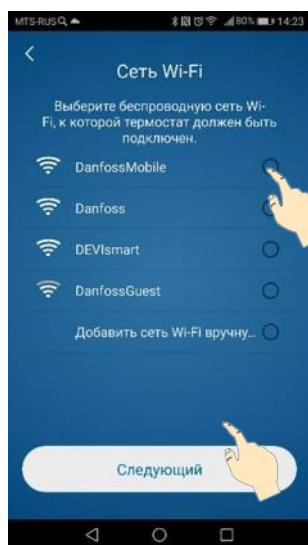 MTS-RUS 80% 14:23
Сеть Wi-Fi
Выберите беспроводную сеть Wi-
Fi, к которой термостат должен быть
подключен.
DanfossMobile
Danfoss
DEVIsmart
DanfossGuest
Добавить сеть Wi-Fi вручну...
Следующий